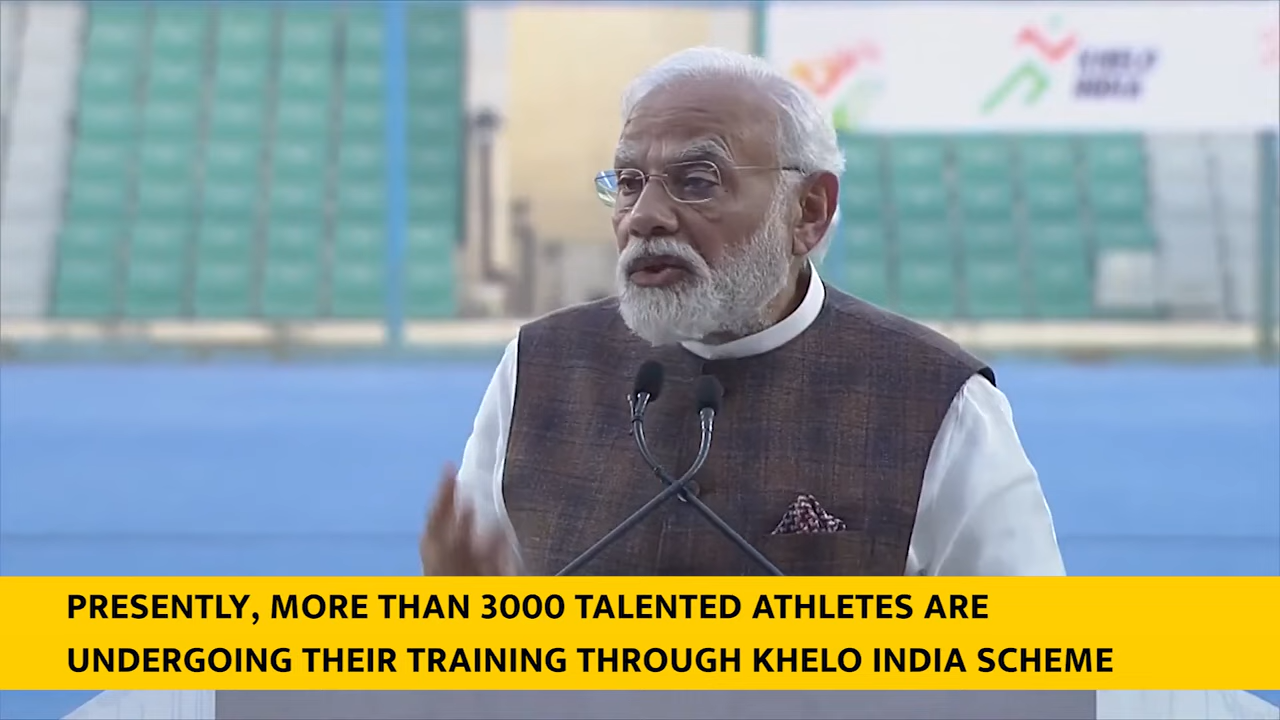 KHELO
INDIA
PRESENTLY, MORE THAN 3000 TALENTED ATHLETES ARE
UNDERGOING THEIR TRAINING THROUGH KHELO INDIA SCHEME